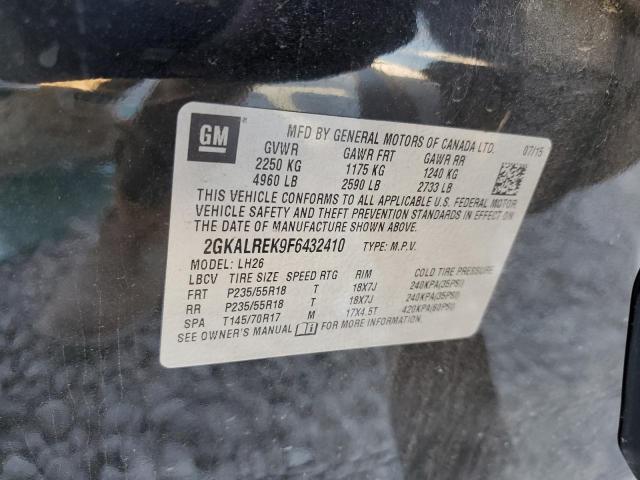 GM
MFD BY GENERAL MOTORS OF CANADA LTD. 07/15
GVWR GAWR FRT GAWR RR
2250 KG 1175 KG 1240 KG
4960 LB 2590 LB 2733 LB
THIS VEHICLE CONFORMS TO ALL APPLICABLE U.S. FEDERAL MOTOR
VEHICLE SAFETY AND THEFT PREVENTION STANDARDS IN EFFECT ON
THE DATE OF MANUFACTURE SHOWN ABOVE.
2GKALREK9F6432410 TYPE: M.P.V.
MODEL: LH26
LBCV TIRE SIZE SPEED RTG RIM COLD TIRE PRESSURE
FRT P235/55R18 T 18X7J 240KPA(35PSI)
RR P235/55R18 T 18X7J 240KPA(35PSI)
SPA T145/70R17 M 17X4.5T 420KPA(60PSI)
SEE OWNER'S MANUAL FOR MORE INFORMATION.